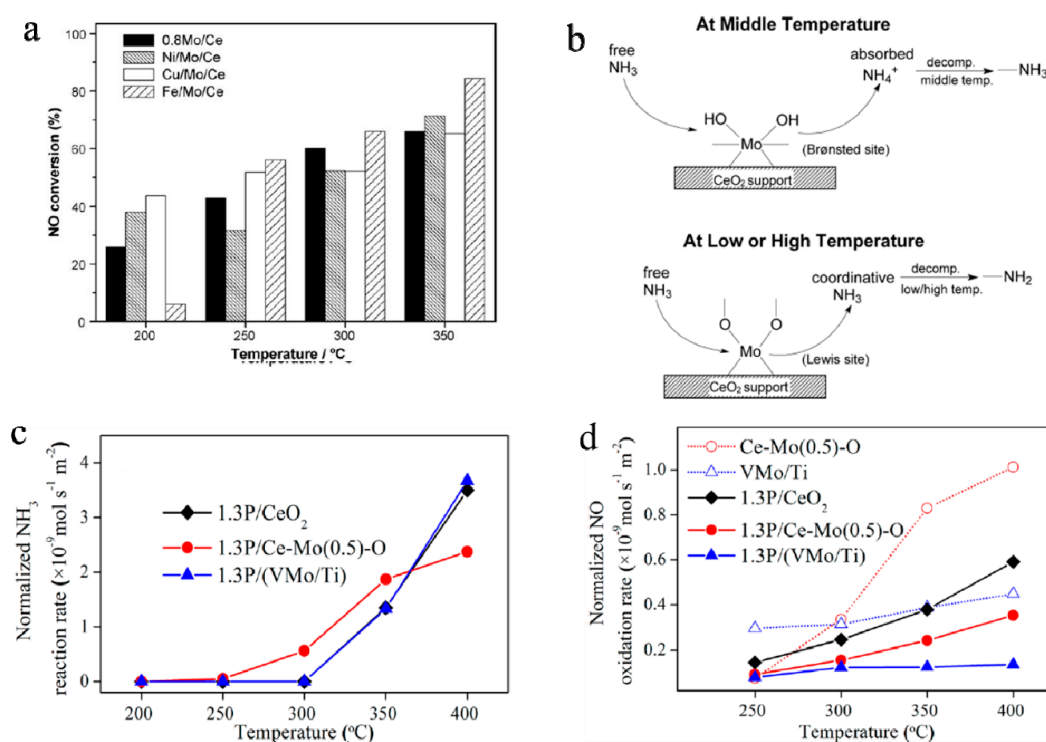 a
NO conversion (%)
100
80
60
40
20
0
0.8Mo/Ce
Ni/Mo/Ce
Cu/Mo/Ce
Fe/Mo/Ce
200
250
300
350
Temperature / °C
b
At Middle Temperature
free
NH3
absorbed
NH4+
decomp.
middle temp.
—NH3
HO
OH
Mo
(Brønsted site)
CeO2 support
At Low or High Temperature
free
NH3
coordinative
NH3
decomp.
low/high temp.
—NH2
O
O
Mo
(Lewis site)
CeO2 support
c
Normalized NH3
reaction rate (×10-9 mol s-1 m-2)
4
3
2
1
0
1.3P/CeO2
1.3P/Ce-Mo(0.5)-O
1.3P/(VMo/Ti)
200
250
300
350
400
Temperature (°C)
d
Normalized NO
oxidation rate (×10-9 mol s-1 m-2)
1.0
0.8
0.6
0.4
0.2
Ce-Mo(0.5)-O
VMo/Ti
1.3P/CeO2
1.3P/Ce-Mo(0.5)-O
1.3P/(VMo/Ti)
250
300
350
400
Temperature (°C)